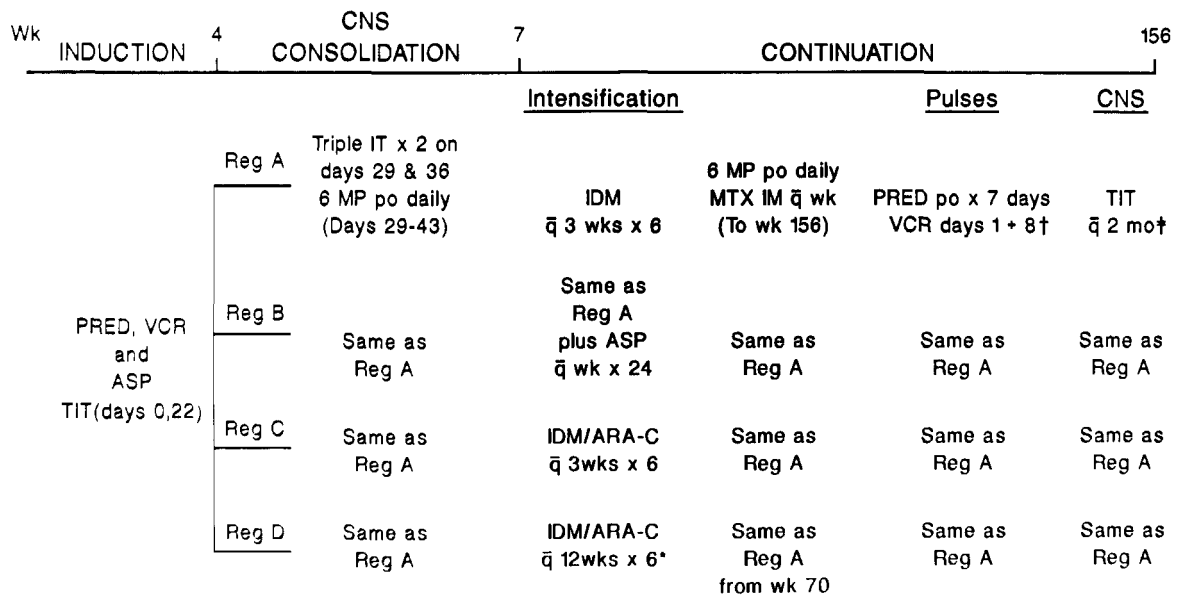 Wk
INDUCTION
4
CNS
CONSOLIDATION
7
CONTINUATION
156
Intensification
Pulses
CNS
Reg A
Triple IT x 2 on
days 29 & 36
6 MP po daily
(Days 29-43)
IDM
q̄ 3 wks x 6
6 MP po daily
MTX IM q̄ wk
(To wk 156)
PRED po x 7 days
VCR days 1 + 8†
TIT
q̄ 2 mo‡
PRED, VCR
and
ASP
TIT(days 0,22)
Reg B
Same as
Reg A
Same as
Reg A
plus ASP
q̄ wk x 24
Same as
Reg A
Same as
Reg A
Same as
Reg A
Reg C
Same as
Reg A
IDM/ARA-C
q̄ 3wks x 6
Same as
Reg A
Same as
Reg A
Same as
Reg A
Reg D
Same as
Reg A
IDM/ARA-C
q̄ 12wks x 6*
Same as
Reg A
from wk 70
Same as
Reg A
Same as
Reg A